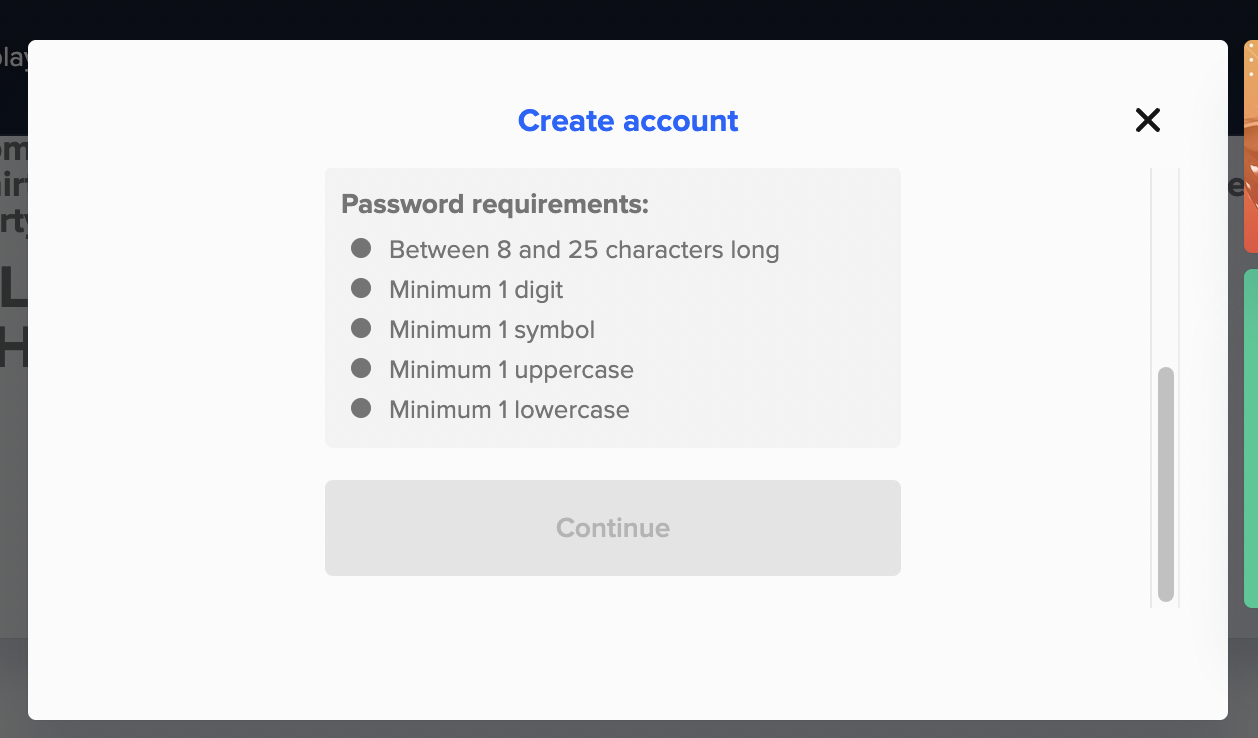 Create account
Password requirements:
Between 8 and 25 characters long
Minimum 1 digit
Minimum 1 symbol
Minimum 1 uppercase
Minimum 1 lowercase
Continue